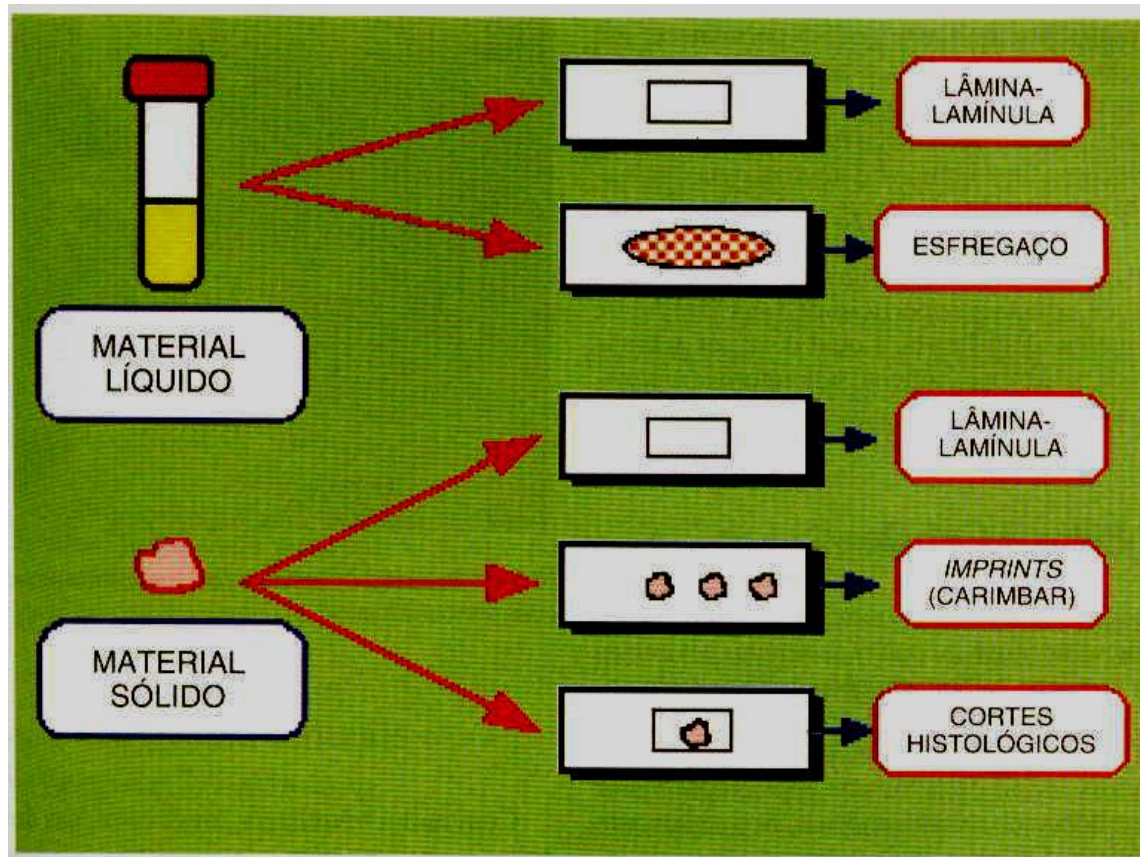 LÂMINA-
LAMÍNULA
ESFREGAÇO
MATERIAL
LÍQUIDO
LÂMINA-
LAMÍNULA
IMPRINTS
(CARIMBAR)
MATERIAL
SÓLIDO
CORTES
HISTOLÓGICOS